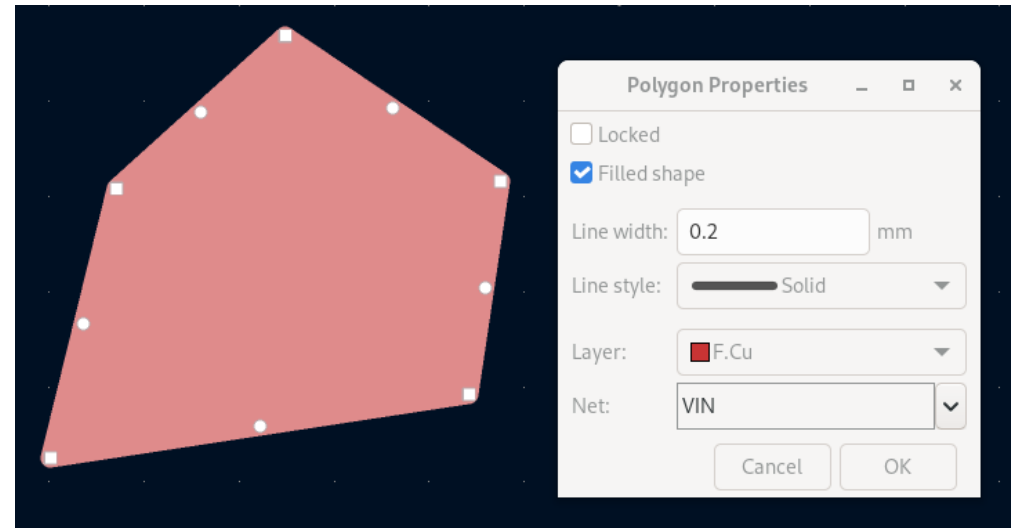 Polygon Properties
Locked
Filled shape
Line width: 0.2 mm
Line style: Solid
Layer: F.Cu
Net: VIN
Cancel OK